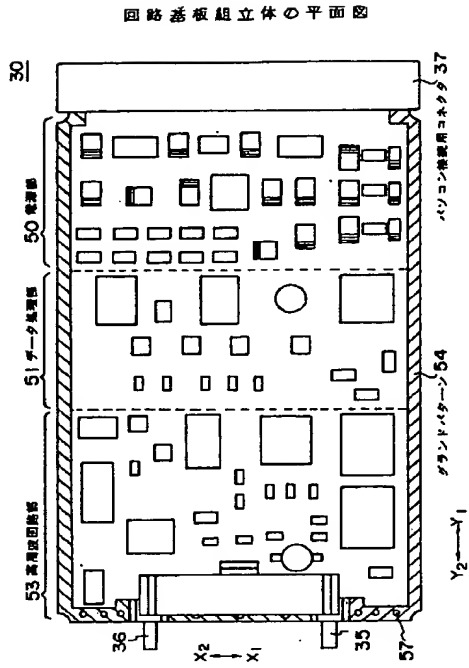 回路基板組立体の平面図
30
53 高周波回路部
51 データ処理部
50 電源部
36
X2
X1
35
57
Y2
Y1
グランドパターン
54
パソコン接続用コネクタ
37